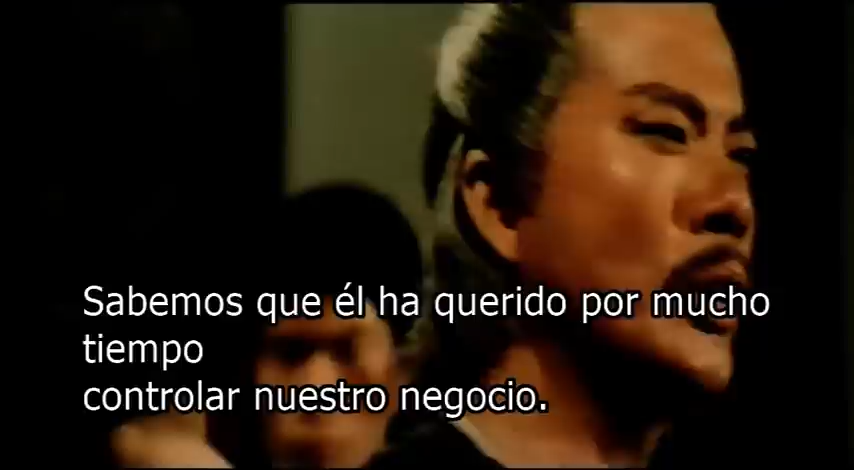 Sabemos que él ha querido por mucho
tiempo
controlar nuestro negocio.